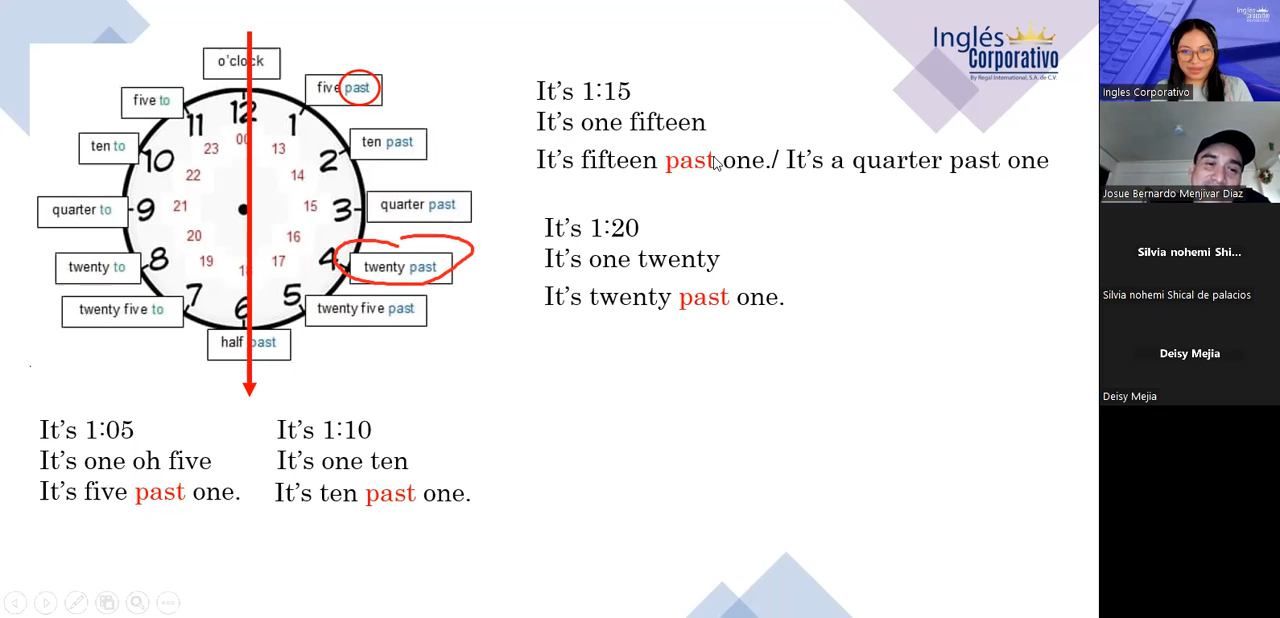 o'clock
five past
five to
ten to
ten past
quarter to
quarter past
twenty to
twenty past
twenty five to
twenty five past
half past
12
1
2
3
4
5
6
7
8
9
10
11
00
13
14
15
16
17
19
20
21
22
23
It's 1:05
It's one oh five
It's five past one.
It's 1:10
It's one ten
It's ten past one.
It's 1:15
It's one fifteen
It's fifteen past one./ It's a quarter past one
It's 1:20
It's one twenty
It's twenty past one.
Inglés
Corporativo
By Regal International, S.A. de C.V.
Ingles Corporativo
Josue Bernardo Menjivar Diaz
Silvia nohemi Shi...
Silvia nohemi Shical de palacios
Deisy Mejia
Deisy Mejia